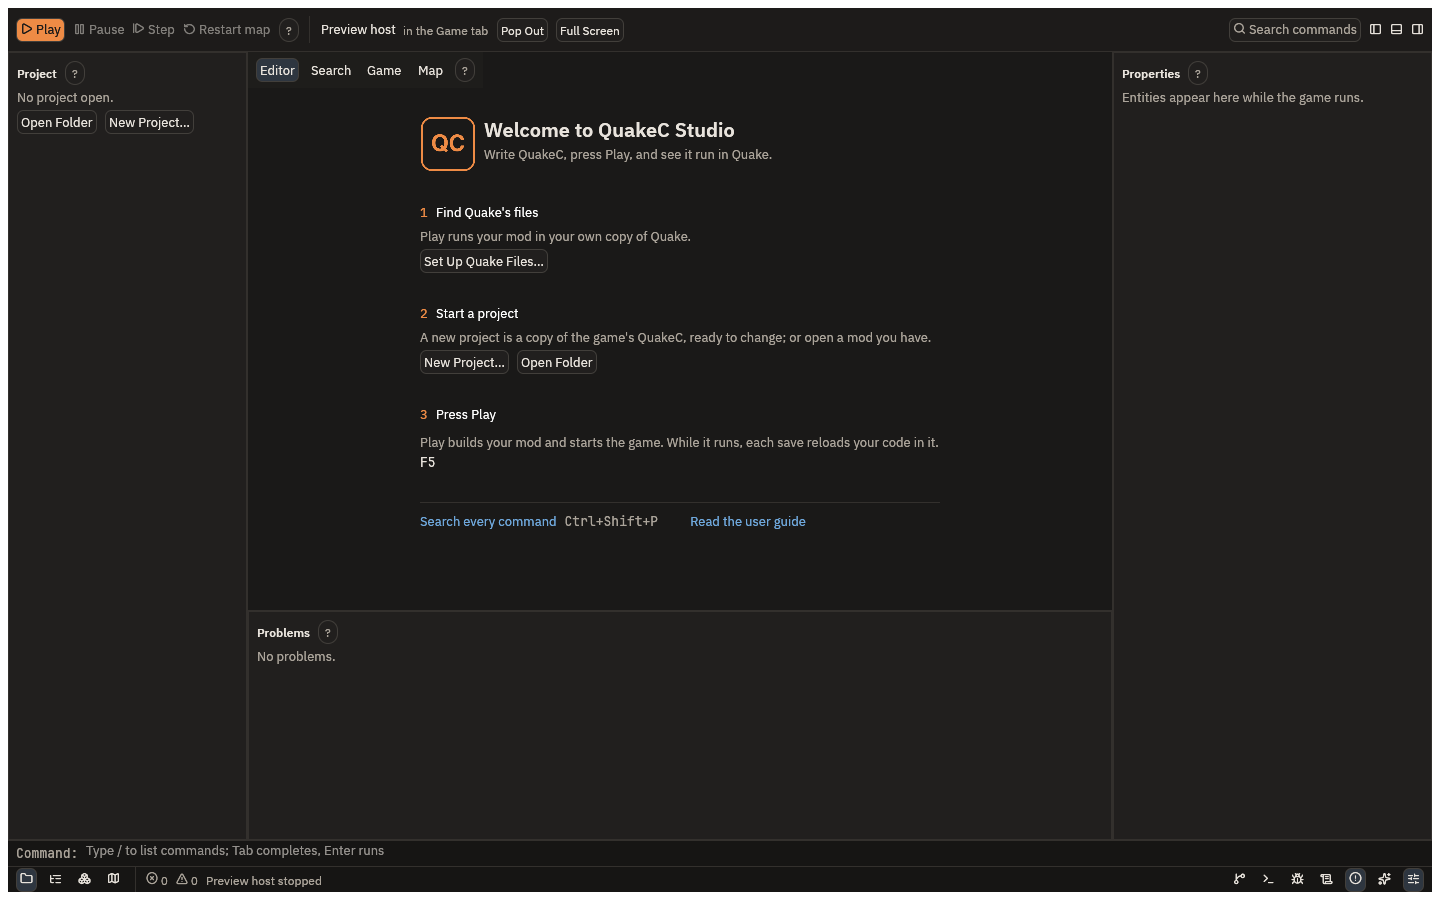 Play Pause Step Restart map ? Preview host in the Game tab Pop Out Full Screen Search commands
Project ?
No project open.
Open Folder New Project...
Editor Search Game Map ?
QC
Welcome to QuakeC Studio
Write QuakeC, press Play, and see it run in Quake.
1 Find Quake's files
Play runs your mod in your own copy of Quake.
Set Up Quake Files...
2 Start a project
A new project is a copy of the game's QuakeC, ready to change; or open a mod you have.
New Project... Open Folder
3 Press Play
Play builds your mod and starts the game. While it runs, each save reloads your code in it.
F5
Search every command Ctrl+Shift+P Read the user guide
Properties ?
Entities appear here while the game runs.
Problems ?
No problems.
Command: Type / to list commands; Tab completes, Enter runs
0 0 Preview host stopped